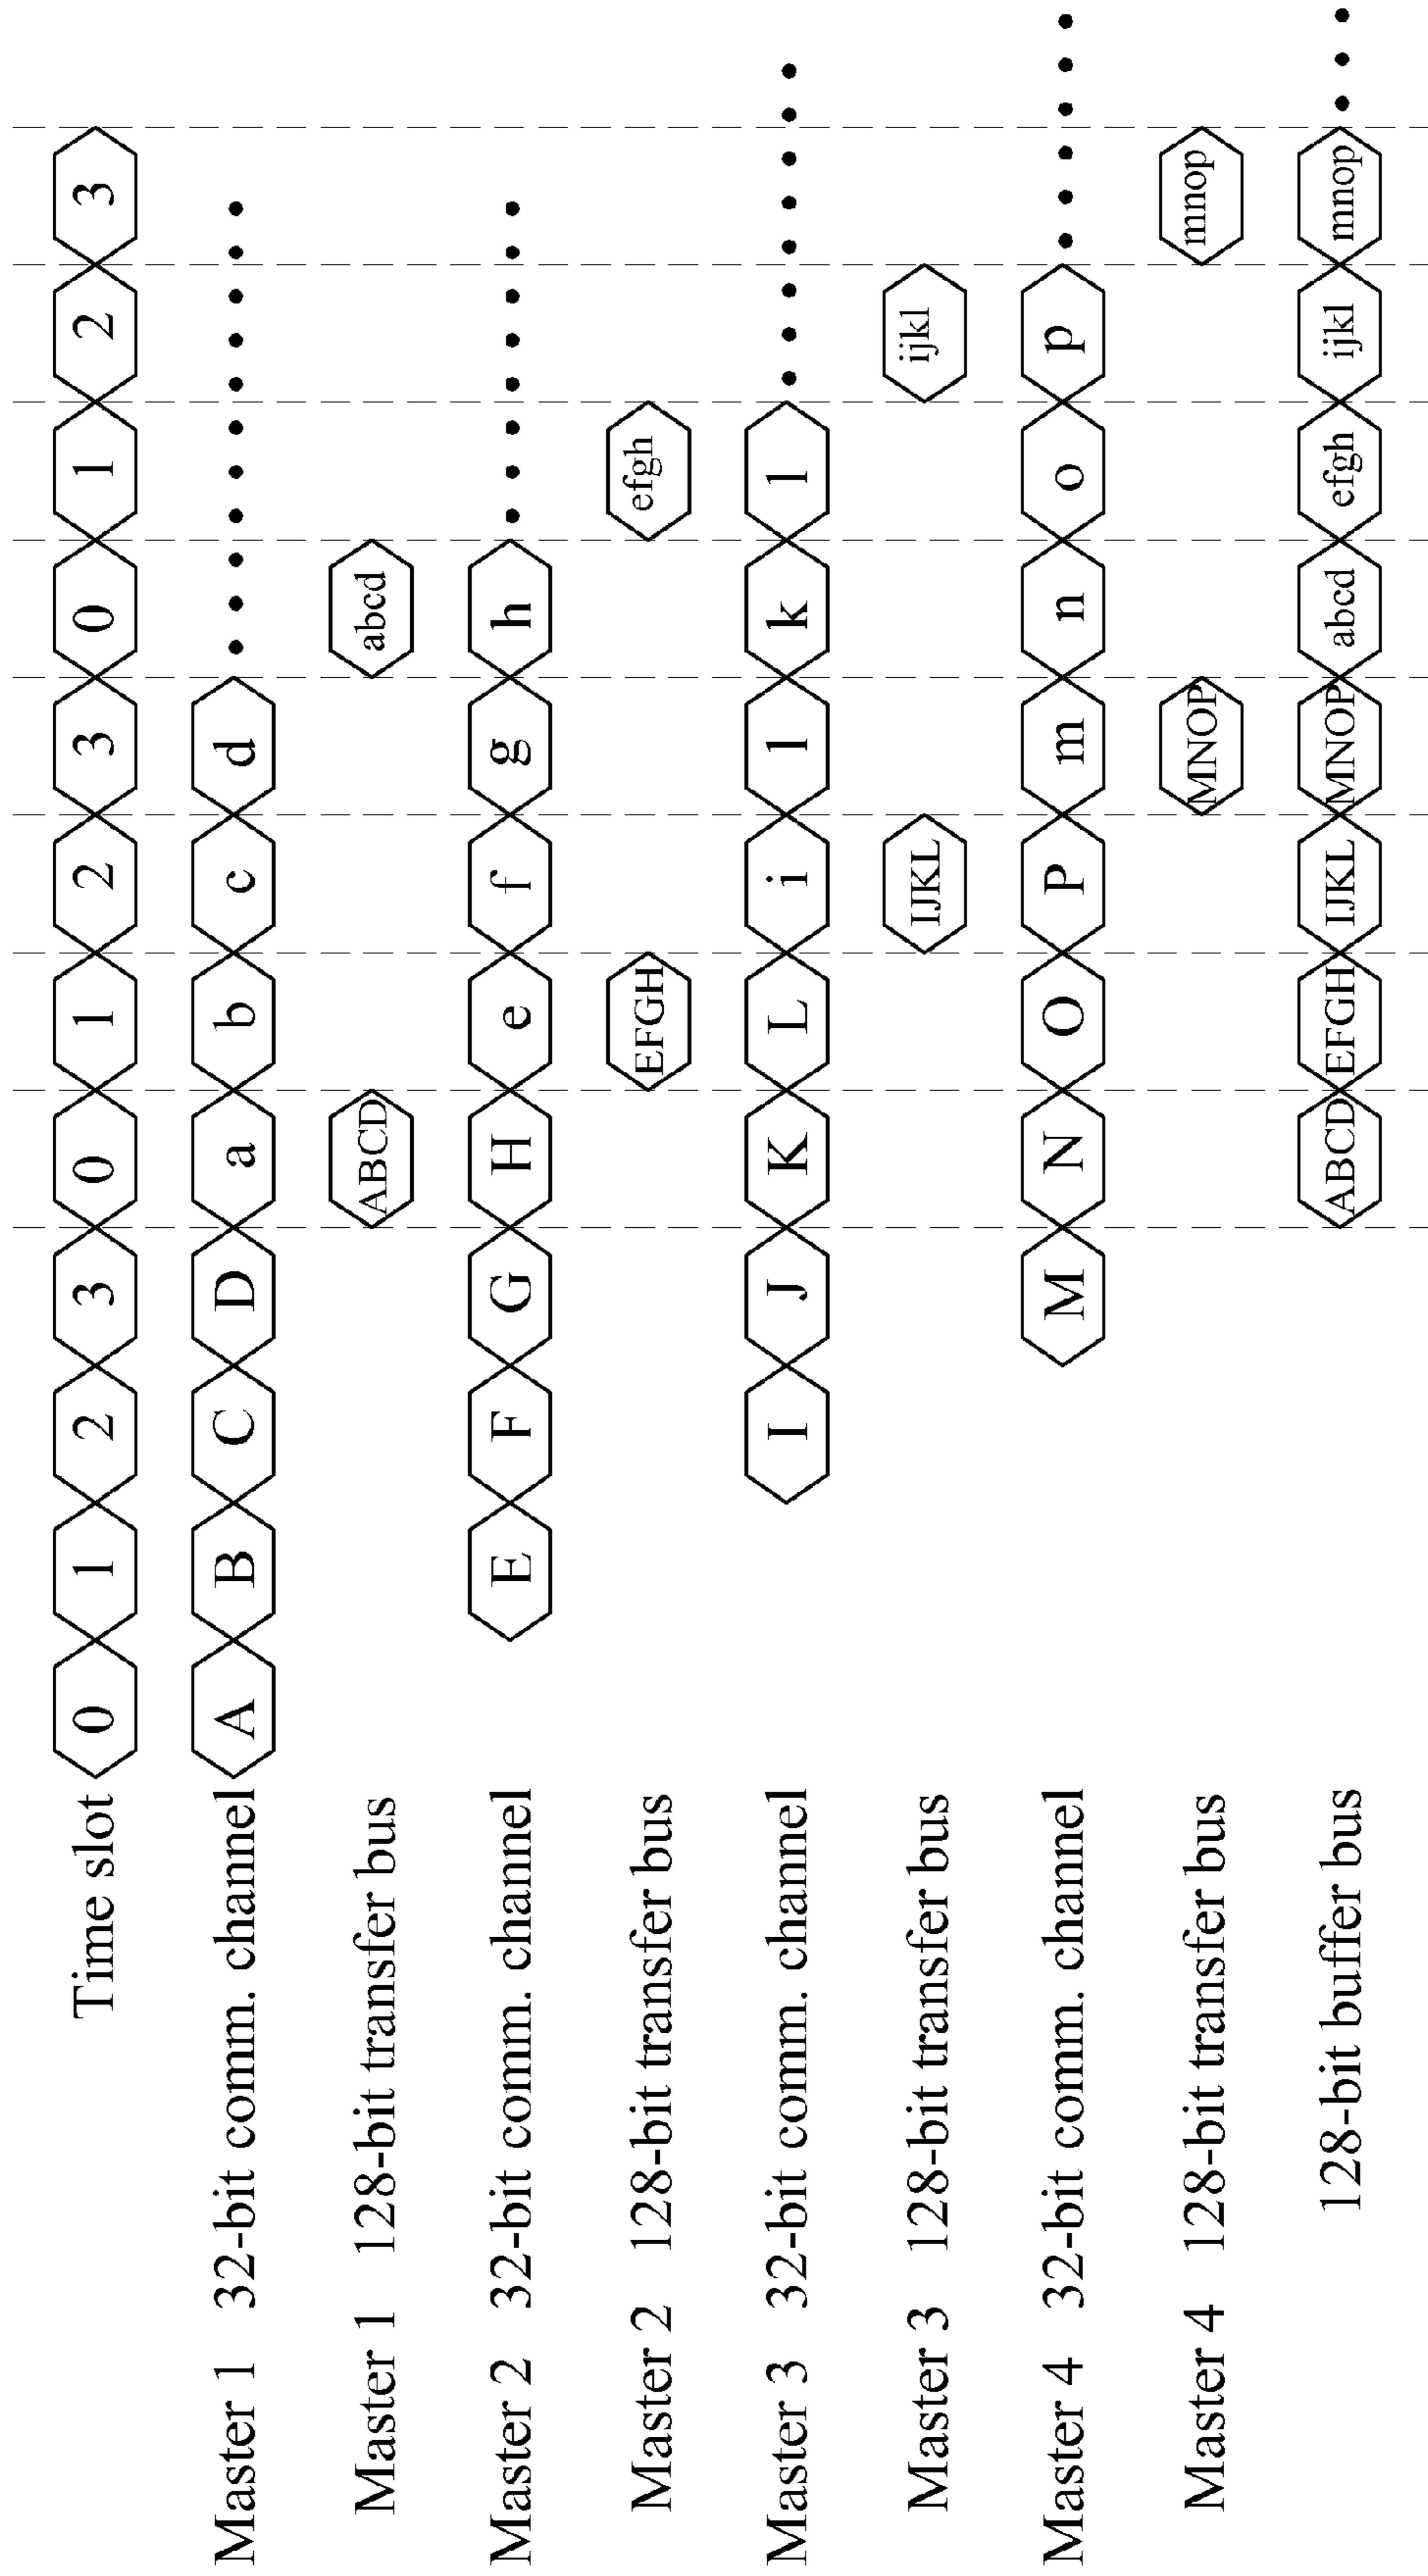 Time slot 0 1 2 3 0 1 2 3 0 1 2 3
Master 1 32-bit comm. channel A B C D a b c d
Master 1 128-bit transfer bus ABCD abcd
Master 2 32-bit comm. channel E F G H e f g h
Master 2 128-bit transfer bus EFGH efgh
Master 3 32-bit comm. channel I J K L i l k l
Master 3 128-bit transfer bus IJKL ijkl
Master 4 32-bit comm. channel M N O P m n o p
Master 4 128-bit transfer bus MNOP mnop
128-bit buffer bus ABCD EFGH IJKL MNOP abcd efgh ijkl mnop